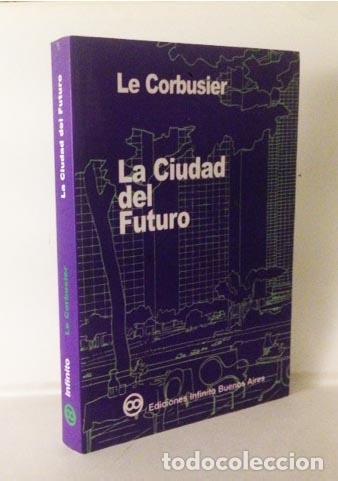 Le Corbusier
La Ciudad
del
Futuro
Ediciones Infinito Buenos Aires
La Ciudad del Futuro
Le Corbusier
Infinito
todocoleccion